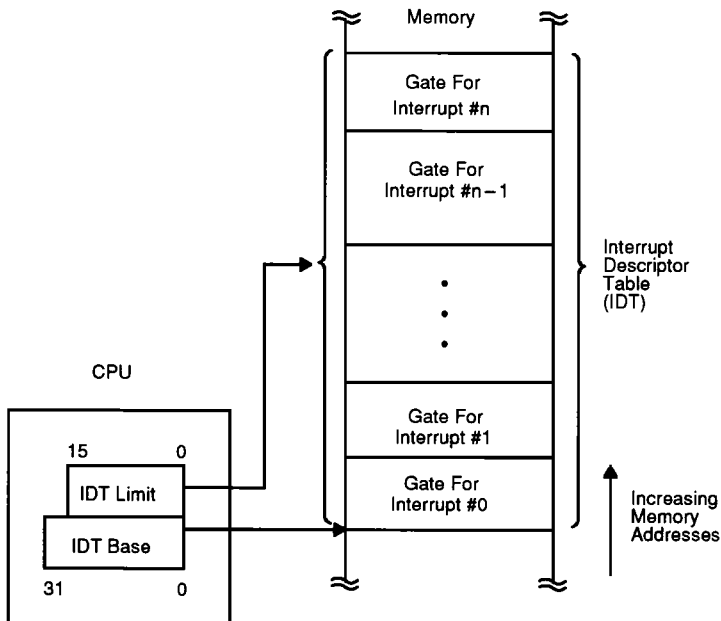 Memory
Gate For
Interrupt #n
Gate For
Interrupt #n–1
Interrupt
Descriptor
Table
(IDT)
CPU
Gate For
Interrupt #1
15 0
IDT Limit
Gate For
Interrupt #0
IDT Base
31 0
Increasing
Memory
Addresses